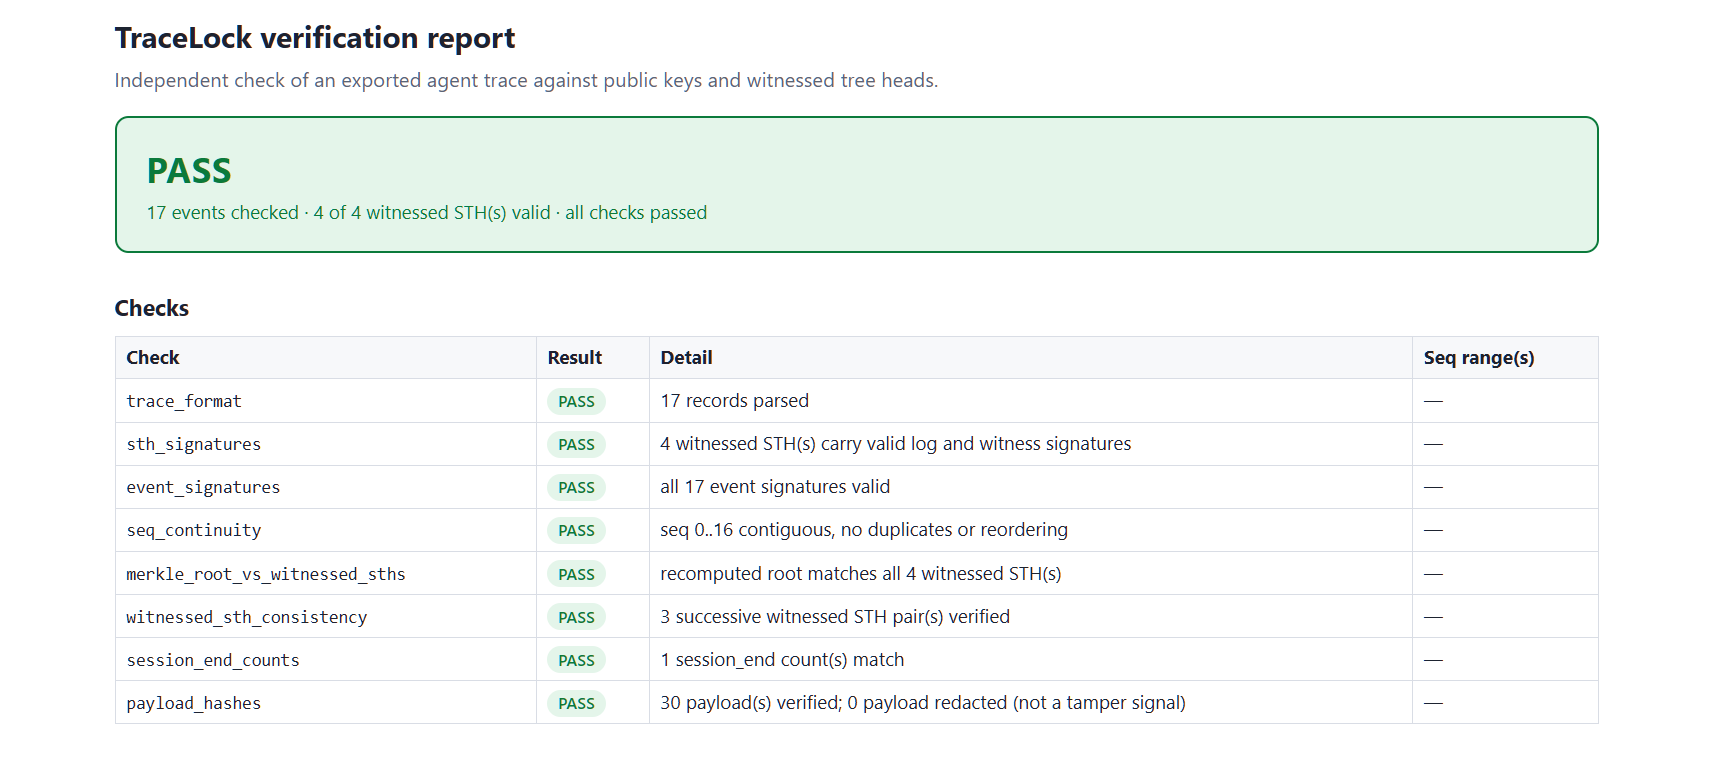 TraceLock verification report
Independent check of an exported agent trace against public keys and witnessed tree heads.
PASS
17 events checked · 4 of 4 witnessed STH(s) valid · all checks passed
Checks
Check Result Detail Seq range(s)
trace_format PASS 17 records parsed —
sth_signatures PASS 4 witnessed STH(s) carry valid log and witness signatures —
event_signatures PASS all 17 event signatures valid —
seq_continuity PASS seq 0..16 contiguous, no duplicates or reordering —
merkle_root_vs_witnessed_sths PASS recomputed root matches all 4 witnessed STH(s) —
witnessed_sth_consistency PASS 3 successive witnessed STH pair(s) verified —
session_end_counts PASS 1 session_end count(s) match —
payload_hashes PASS 30 payload(s) verified; 0 payload redacted (not a tamper signal) —